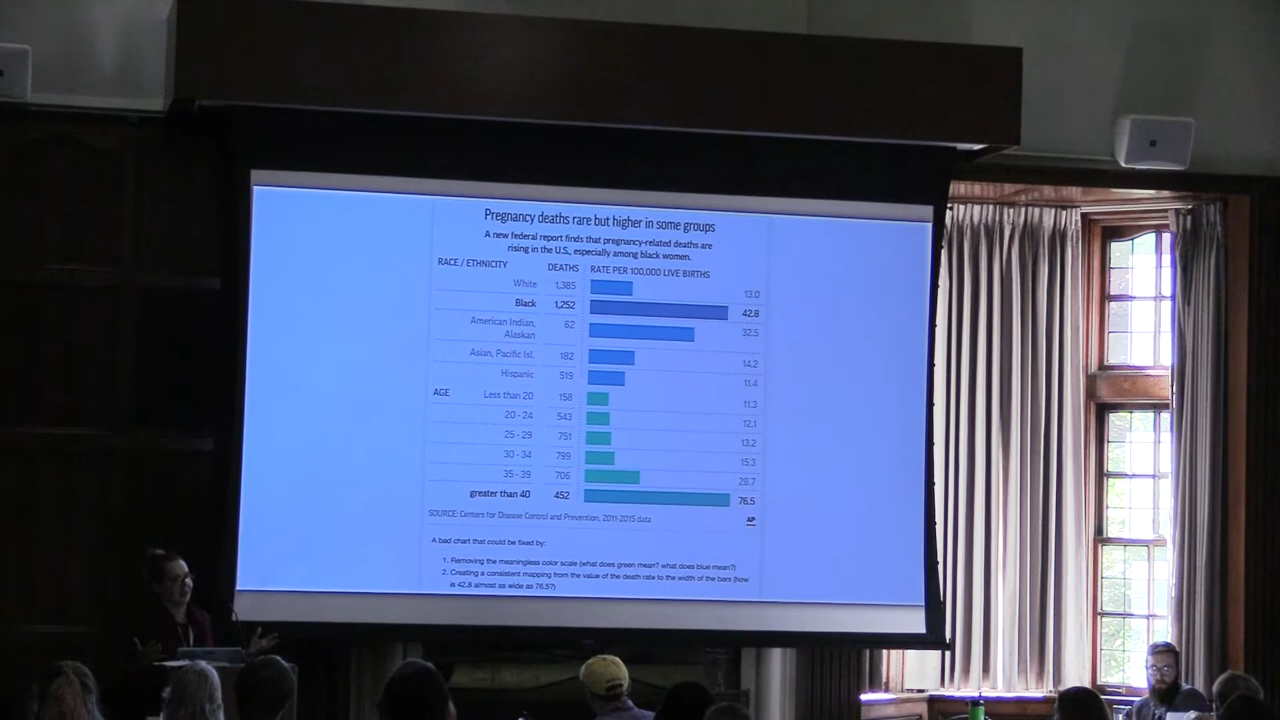 Pregnancy deaths rare but higher in some groups
A new federal report finds that pregnancy-related deaths are
rising in the U.S., especially among black women.
RACE / ETHNICITY DEATHS RATE PER 100,000 LIVE BIRTHS
White 1,385 13.0
Black 1,252 42.8
American Indian, 62 32.5
Alaskan
Asian, Pacific Isl. 182 14.2
Hispanic 519 11.4
AGE Less than 20 158 11.3
20 - 24 543 12.1
25 - 29 751 13.2
30 - 34 799 15.3
35 - 39 706 28.7
greater than 40 452 76.5
SOURCE: Centers for Disease Control and Prevention, 2011-2015 data AP
A bad chart that could be fixed by:
1. Removing the meaningless color scale (what does green mean? what does blue mean?)
2. Creating a consistent mapping from the value of the death rate to the width of the bars (how
is 42.8 almost as wide as 76.5?)